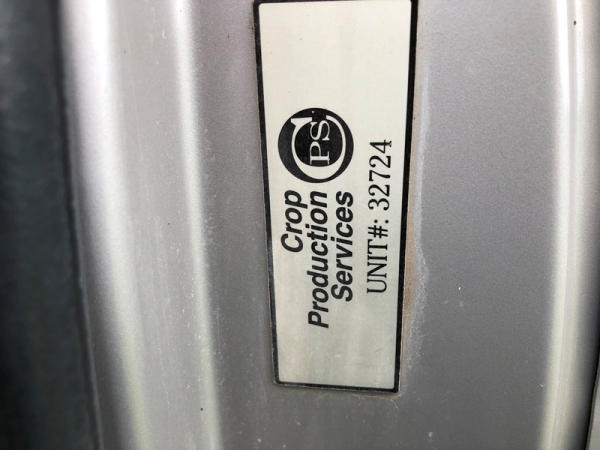 CPS
Crop
Production
Services
UNIT#: 32724